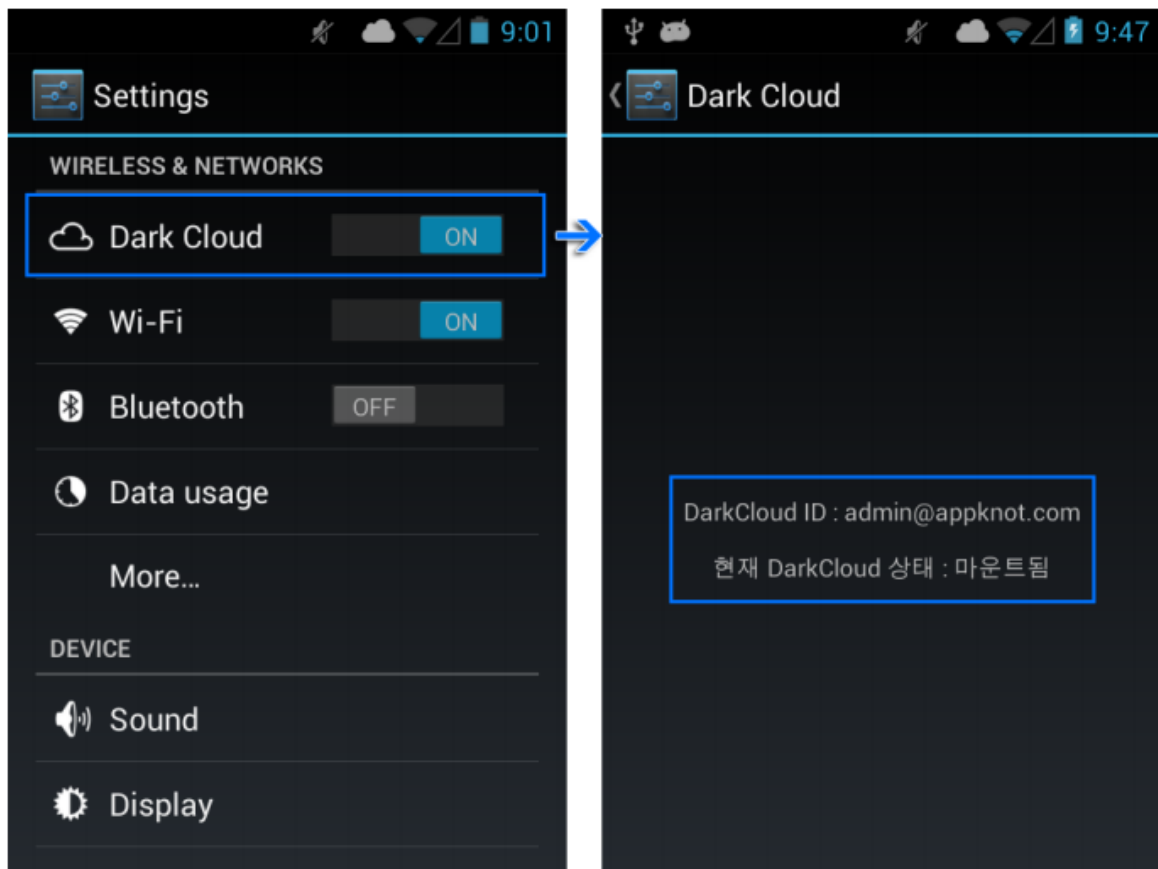 9:01
Settings
WIRELESS & NETWORKS
Dark Cloud ON
Wi-Fi ON
Bluetooth OFF
Data usage
More...
DEVICE
Sound
Display
9:47
Dark Cloud
DarkCloud ID : admin@appknot.com
현재 DarkCloud 상태 : 마운트됨